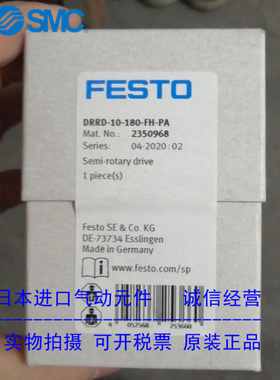 SMC
FESTO
DRRD-10-180-FH-PA
Mat. No.: 2350968
Series: 04-2020:02
Semi-rotary drive
1 piece(s)
Festo SE & Co. KG
DE-73734 Esslingen
Made in Germany
www.festo.com/sp
4 052568 253660
日本进口气动元件 诚信经营
实物拍摄 可开税票 原装正品